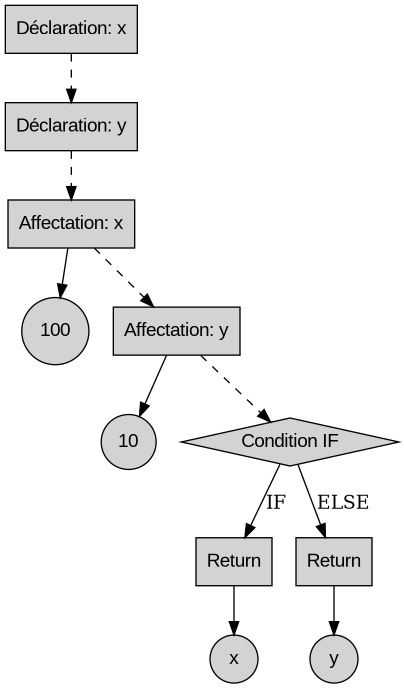 Déclaration: x
Déclaration: y
Affectation: x
100
Affectation: y
10
Condition IF
IF
ELSE
Return
Return
x
y